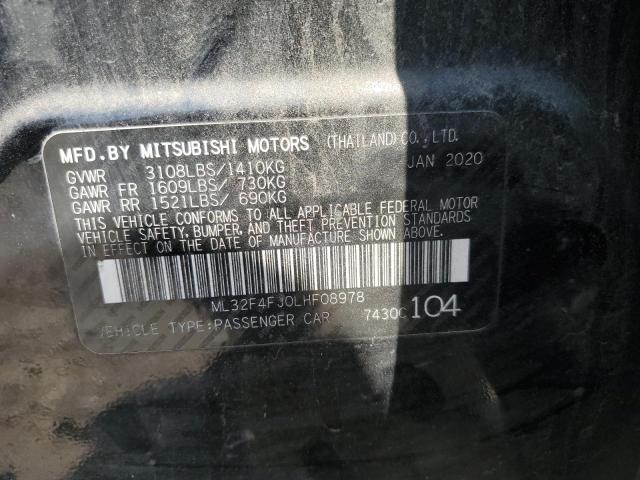 MFD.BY MITSUBISHI MOTORS (THAILAND) CO., LTD.
GVWR 3108LBS/1410KG JAN 2020
GAWR FR 1609LBS/ 730KG
GAWR RR 1521LBS/ 690KG
THIS VEHICLE CONFORMS TO ALL APPLICABLE FEDERAL MOTOR
VEHICLE SAFETY, BUMPER, AND THEFT PREVENTION STANDARDS
IN EFFECT ON THE DATE OF MANUFACTURE SHOWN ABOVE.
ML32F4FJ0LHF08978
VEHICLE TYPE:PASSENGER CAR 7430C 104